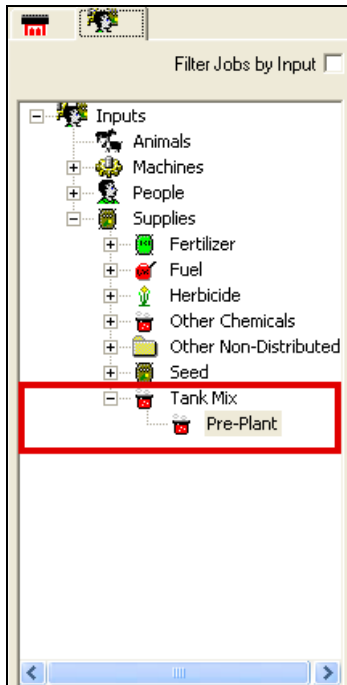 Filter Jobs by Input
Inputs
Animals
Machines
People
Supplies
Fertilizer
Fuel
Herbicide
Other Chemicals
Other Non-Distributed
Seed
Tank Mix
Pre-Plant